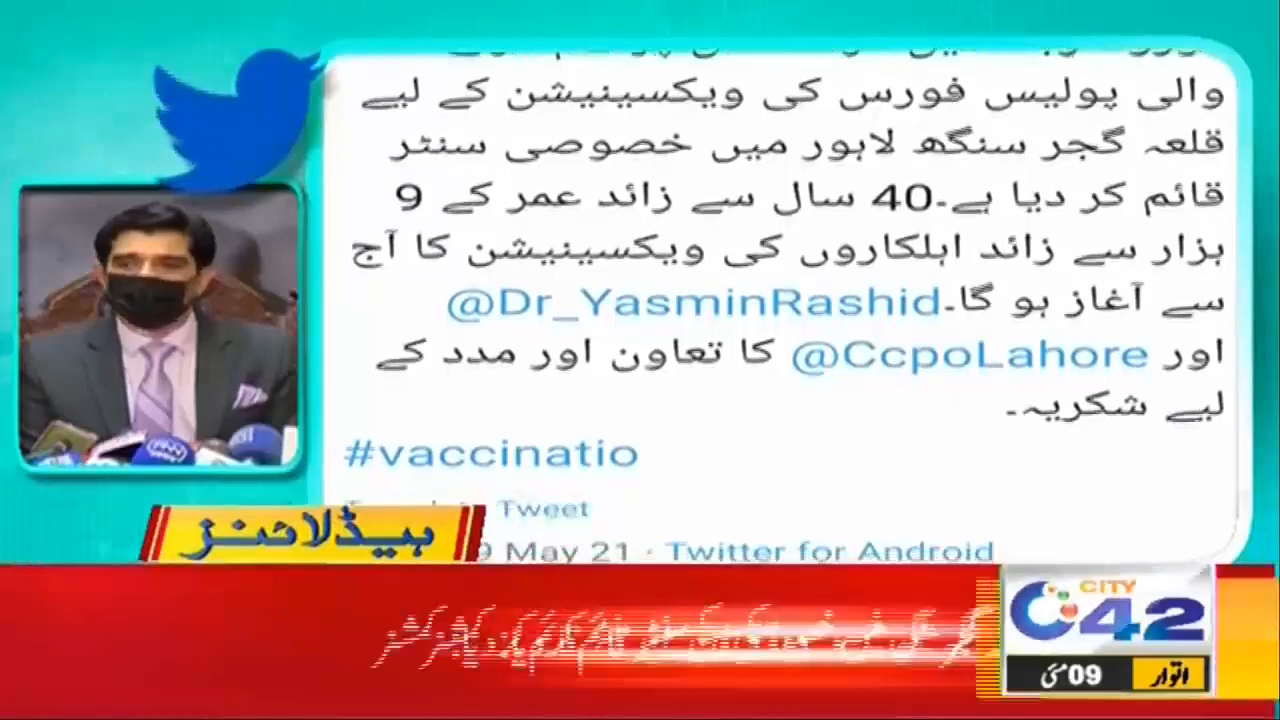 والی پولیس فورس کی ویکسینیشن کے لیے
قلعہ گجر سنگھ لاہور میں خصوصی سنٹر
قائم کر دیا ہے۔40 سال سے زائد عمر کے 9
ہزار سے زائد اہلکاروں کی ویکسینیشن کا آج
سے آغاز ہو گا۔@Dr_YasminRashid
اور @CcpoLahore کا تعاون اور مدد کے
لیے شکریہ۔
#vaccinatio
Tweet
9 May 21 · Twitter for Android
ہیڈلائنز
CITY
42
اتوار
09 مئی